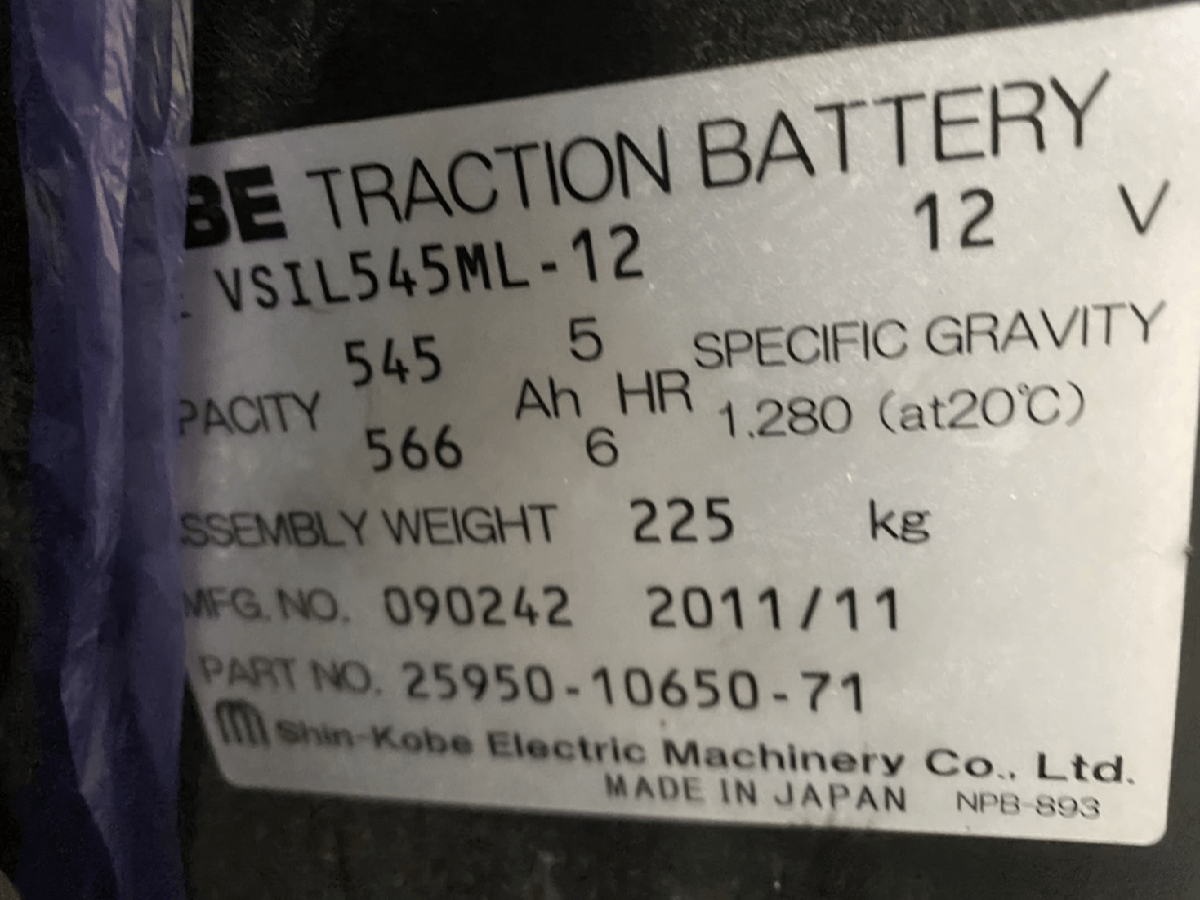 BE TRACTION BATTERY
VSIL545ML-12 12 V
545 5 SPECIFIC GRAVITY
PACITY Ah HR 1.280 (at20℃)
566 6
SSEMBLY WEIGHT 225 kg
MFG. NO. 090242 2011/11
PART NO. 25950-10650-71
Shin-Kobe Electric Machinery Co., Ltd.
MADE IN JAPAN NPB-893